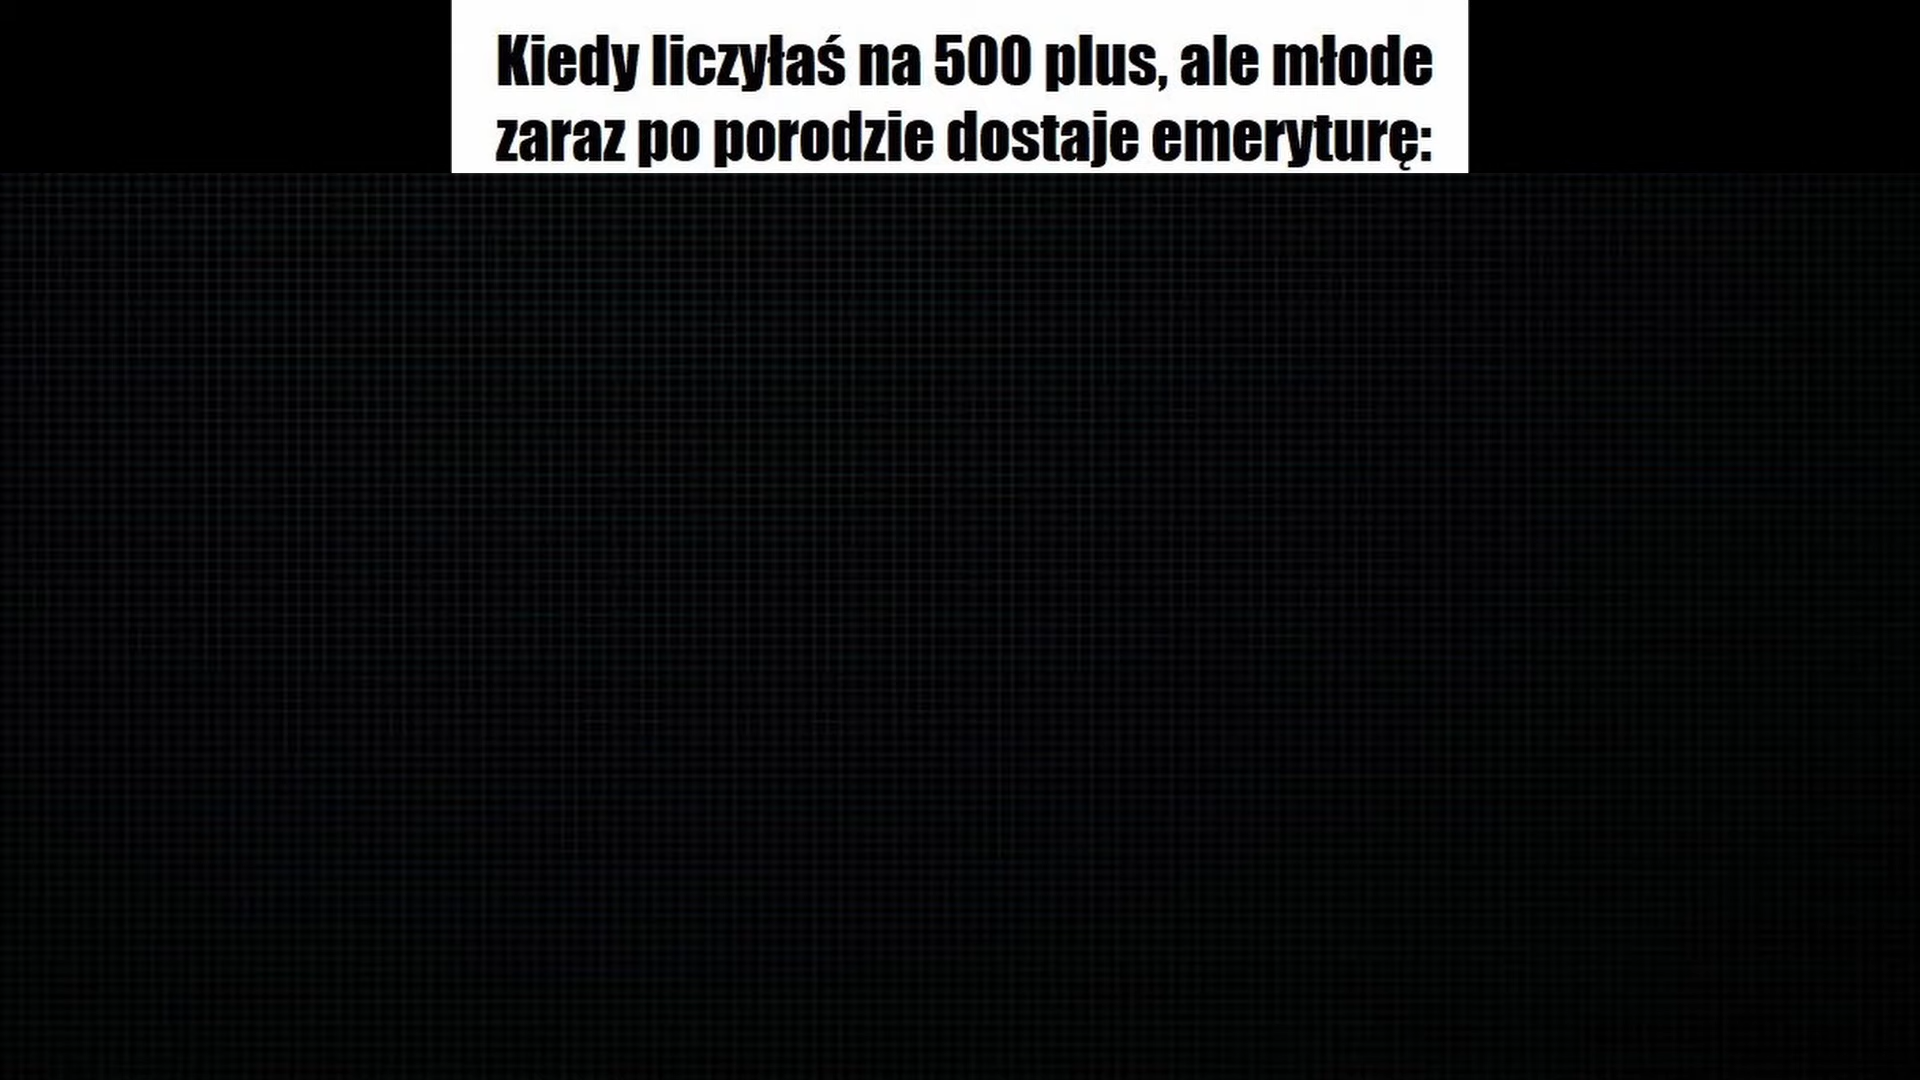 Kiedy liczyłaś na 500 plus, ale młode
zaraz po porodzie dostaje emeryturę: